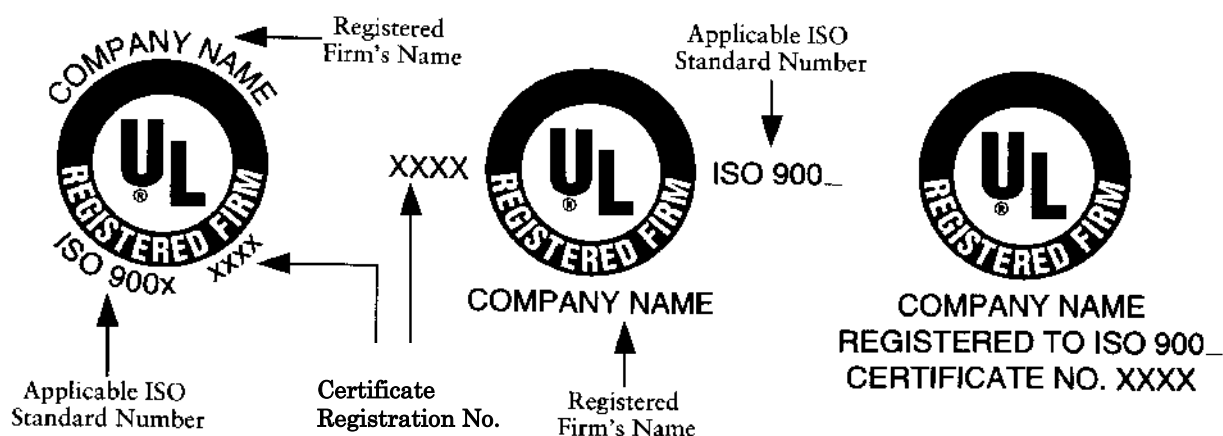 COMPANY NAME
Registered
Firm's Name
UL
®
REGISTERED FIRM
ISO 900x
XXXX
Applicable ISO
Standard Number
Certificate
Registration No.
Applicable ISO
Standard Number
XXXX
UL
®
REGISTERED FIRM
ISO 900_
COMPANY NAME
Registered
Firm's Name
UL
®
REGISTERED FIRM
COMPANY NAME
REGISTERED TO ISO 900_
CERTIFICATE NO. XXXX